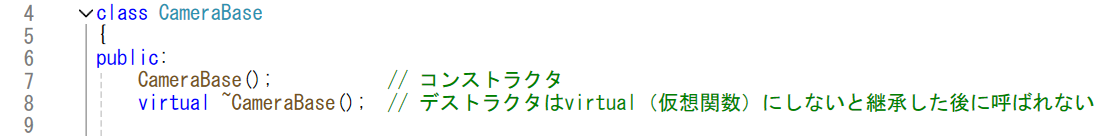 4 class CameraBase
5 {
6 public:
7 CameraBase(); // コンストラクタ
8 virtual ~CameraBase(); // デストラクタはvirtual（仮想関数）にしないと継承した後に呼ばれない
9